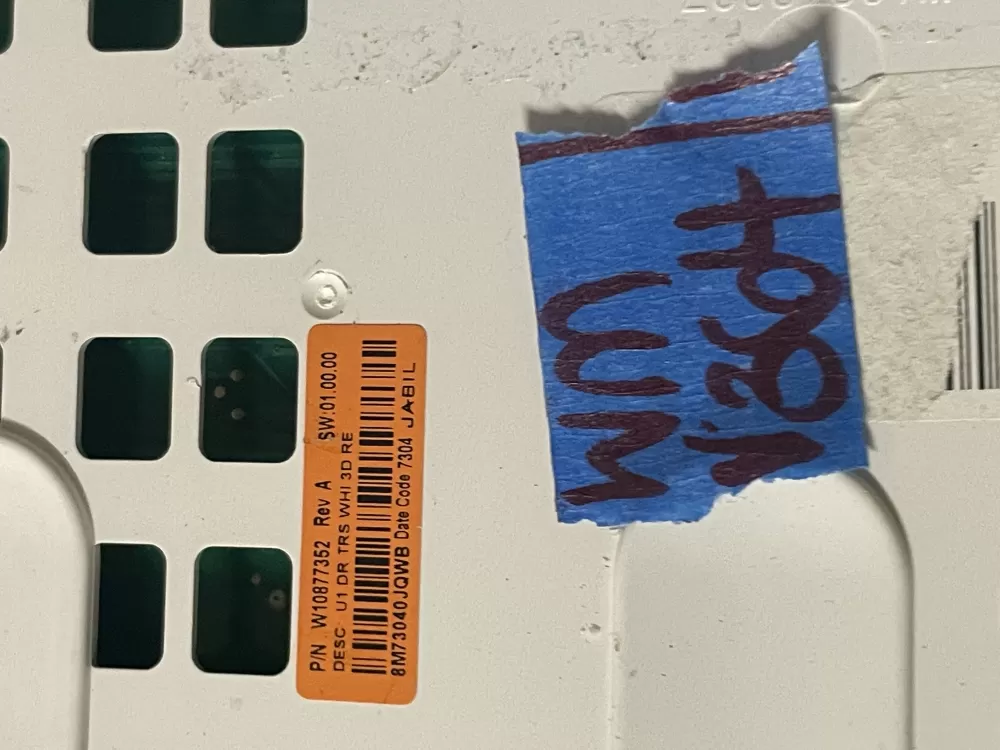 P/N W10877352 Rev A SW:01.00.00
DESC U1 DR TRS WHI 3D RE
8M73040JQWB Date Code 7304 JABIL
WM